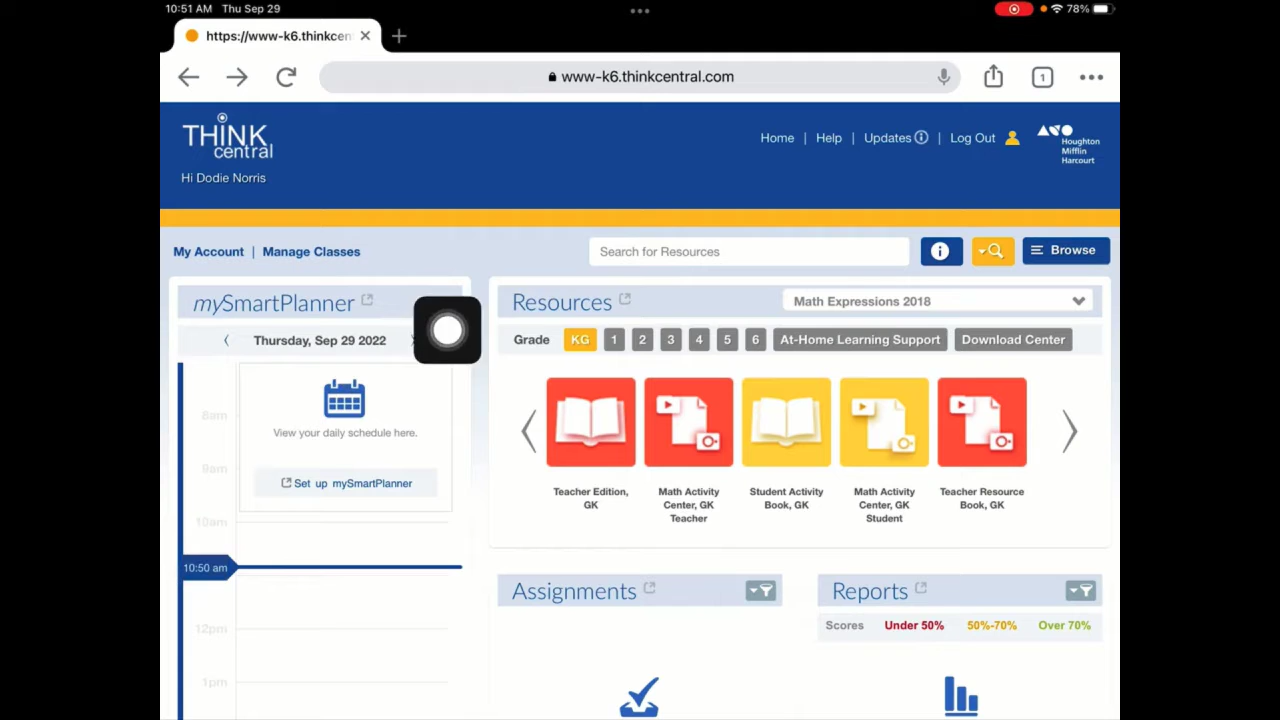 10:51 AM Thu Sep 29
78%
https://www-k6.thinkcen
www-k6.thinkcentral.com
1
THINK
central
Home | Help | Updates | Log Out
Houghton
Mifflin
Harcourt
Hi Dodie Norris
My Account | Manage Classes
Search for Resources
Browse
mySmartPlanner
Thursday, Sep 29 2022
8am
View your daily schedule here.
9am
Set up mySmartPlanner
10am
10:50 am
12pm
1pm
Resources
Math Expressions 2018
Grade KG 1 2 3 4 5 6 At-Home Learning Support Download Center
Teacher Edition,
GK
Math Activity
Center, GK
Teacher
Student Activity
Book, GK
Math Activity
Center, GK
Student
Teacher Resource
Book, GK
Assignments
Reports
Scores Under 50% 50%-70% Over 70%